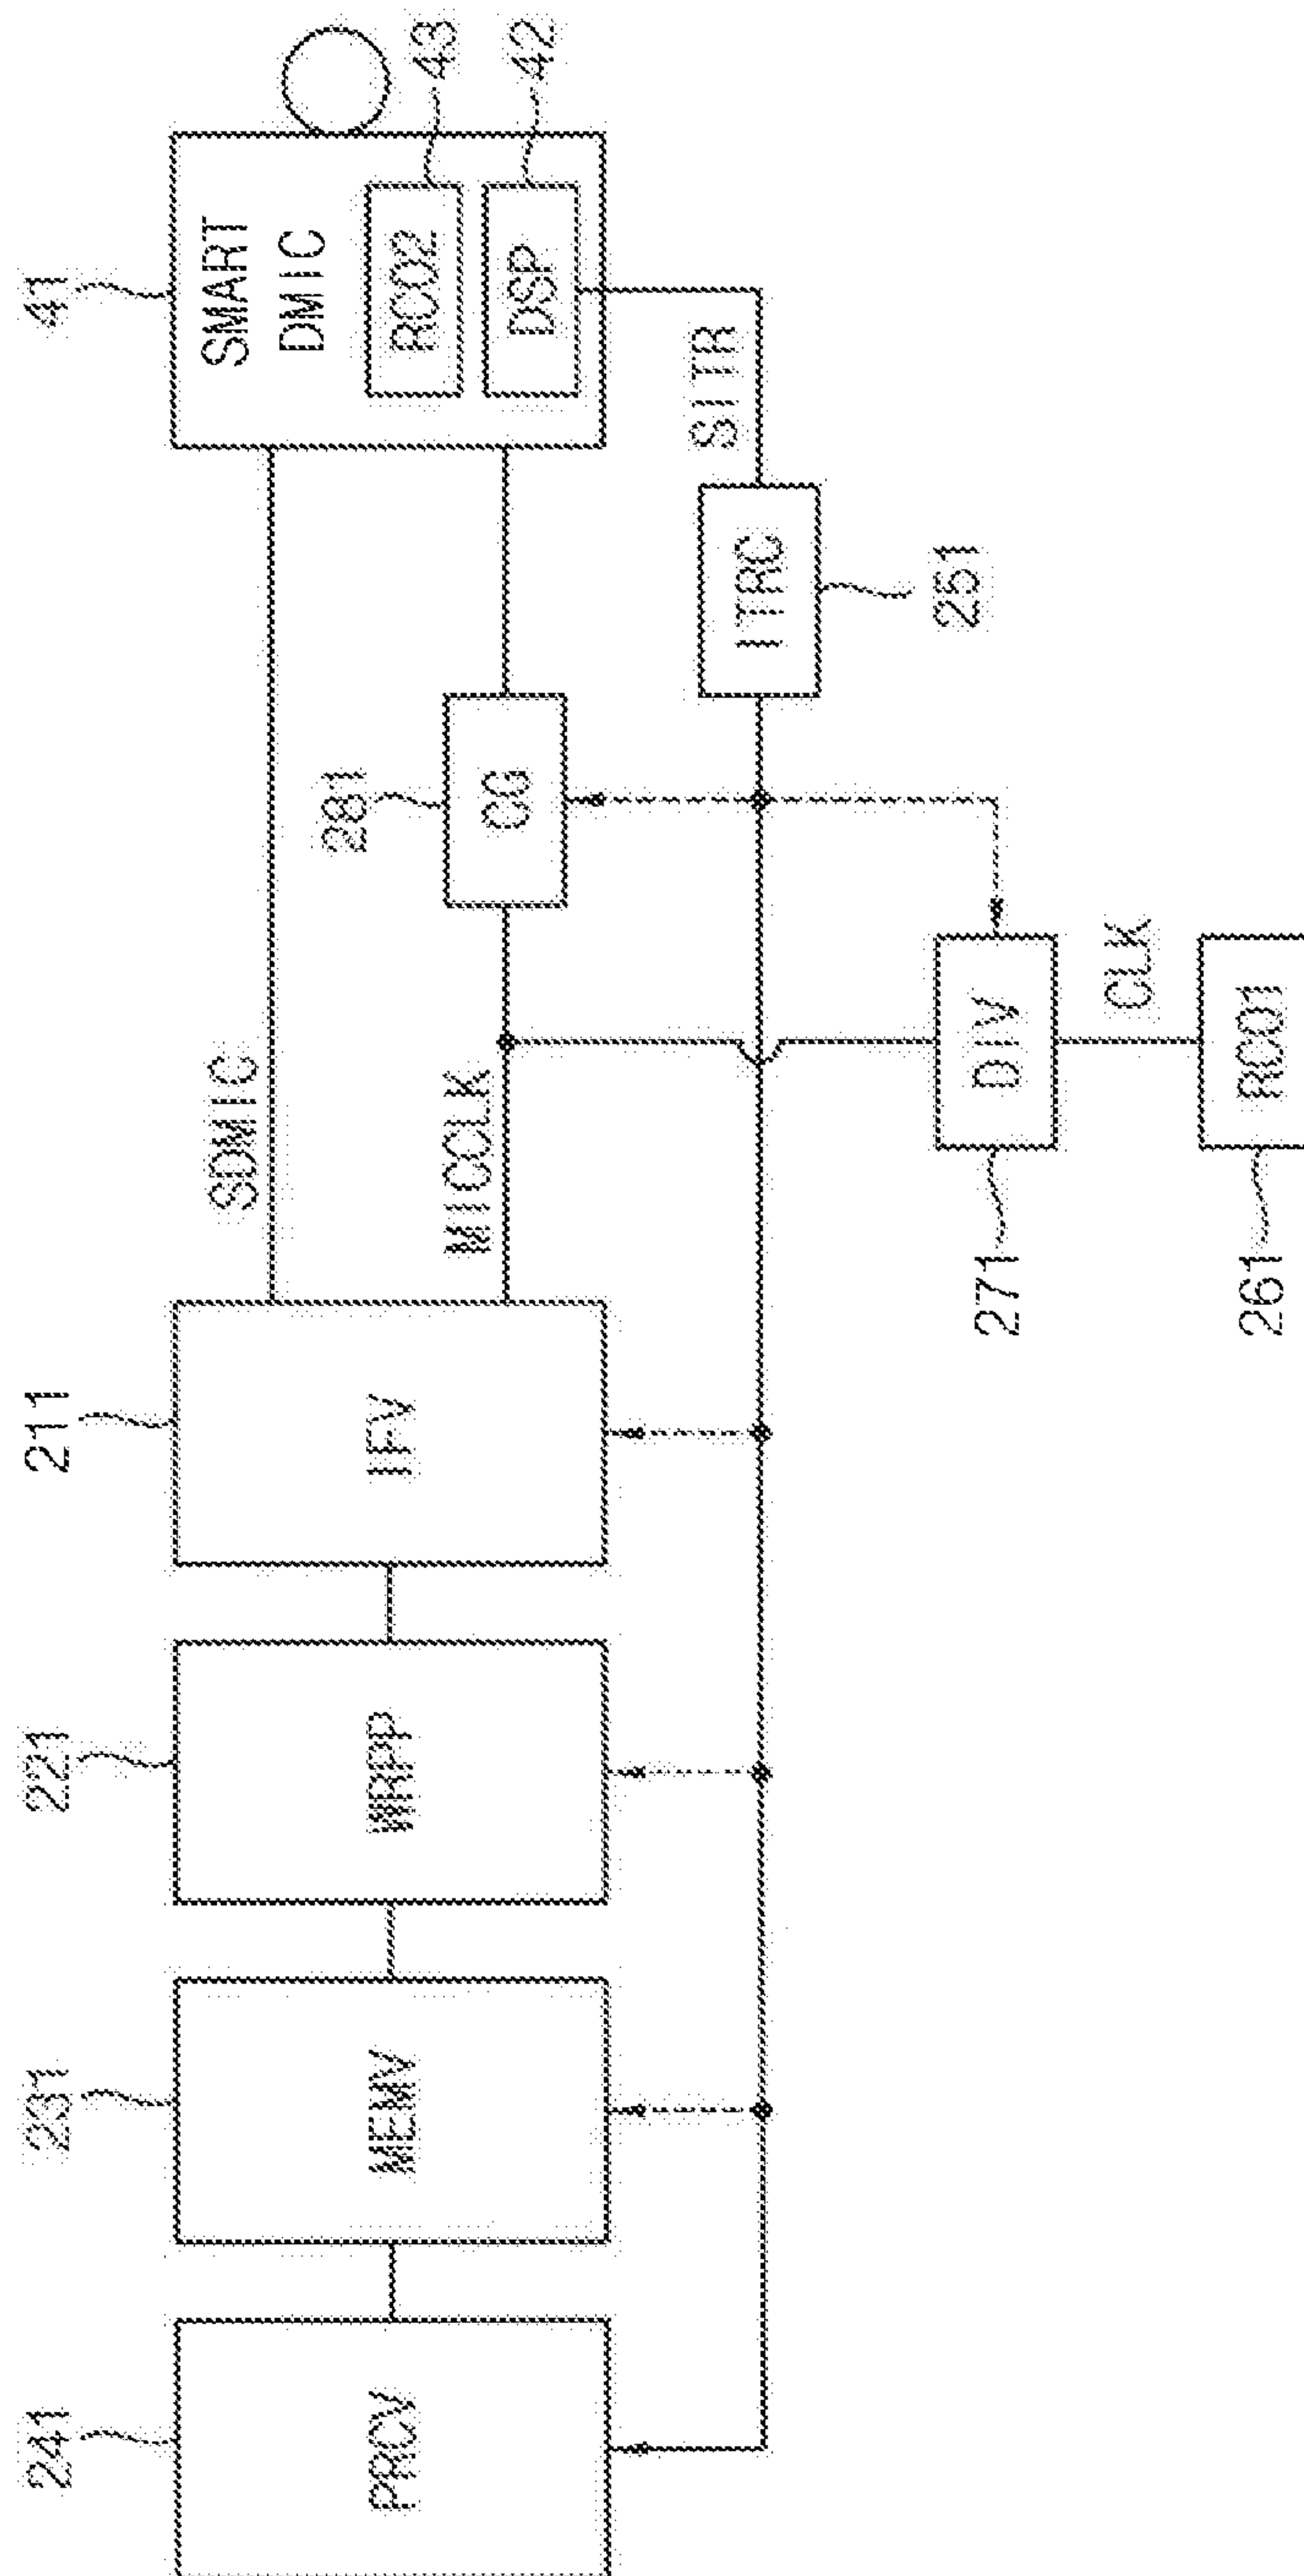 241
231
221
211
41
SMART
DMIC
SDMIC
281
PRCV
MEMV
WRPP
IFV
RCO2
43
MICCLK
CG
DSP
42
SITR
ITRC
251
271
DIV
CLK
261
RCO1